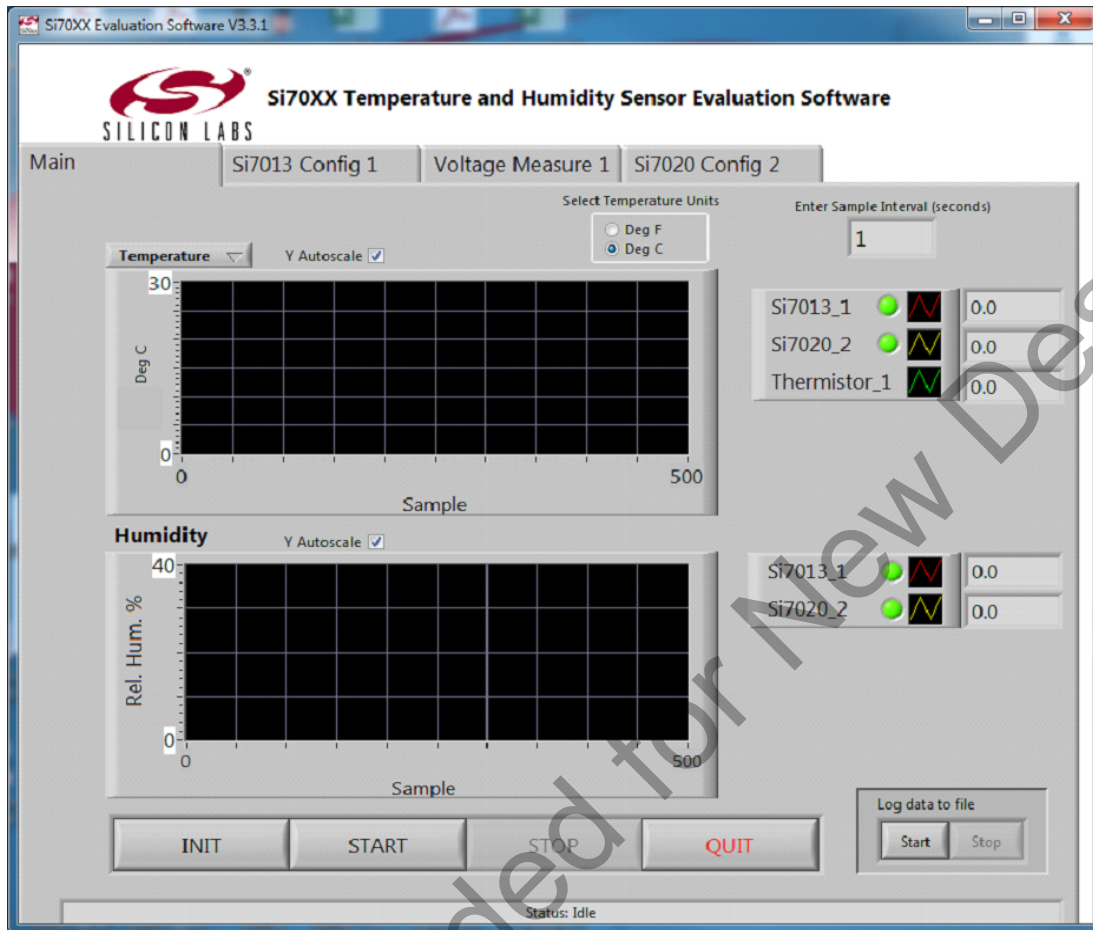 Si70XX Evaluation Software V3.3.1
SILICON LABS
®
Si70XX Temperature and Humidity Sensor Evaluation Software
Main
Si7013 Config 1
Voltage Measure 1
Si7020 Config 2
Select Temperature Units
Deg F
Deg C
Enter Sample Interval (seconds)
1
Temperature
Y Autoscale
30
Deg C
0
0
500
Sample
Si7013_1
0.0
Si7020_2
0.0
Thermistor_1
0.0
Humidity
Y Autoscale
40
Rel. Hum. %
0
0
500
Sample
Si7013_1
0.0
Si7020_2
0.0
INIT
START
STOP
QUIT
Log data to file
Start
Stop
Status: Idle
ded for New Des